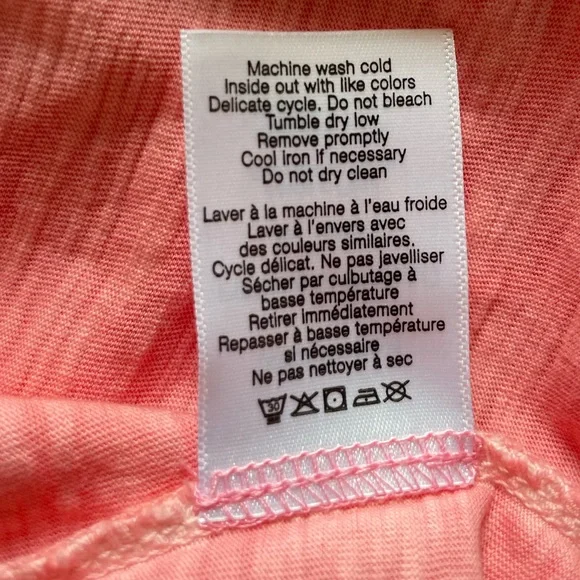 Machine wash cold
Inside out with like colors
Delicate cycle. Do not bleach
Tumble dry low
Remove promptly
Cool iron if necessary
Do not dry clean
Laver à la machine à l'eau froide
Laver à l'envers avec
des couleurs similaires.
Cycle délicat. Ne pas javelliser
Sécher par culbutage à
basse température
Retirer immédiatement
Repasser à basse température
si nécessaire
Ne pas nettoyer à sec
30